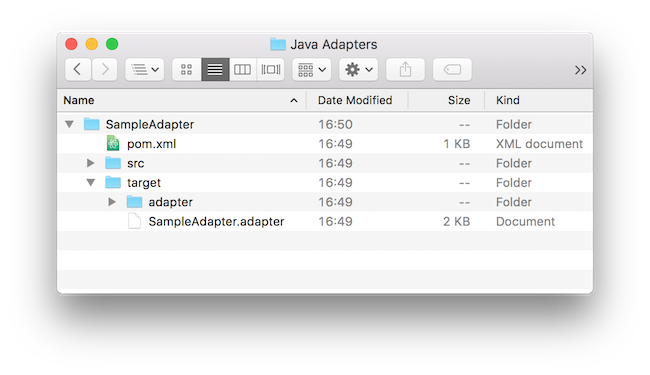 Java Adapters
Name Date Modified Size Kind
SampleAdapter 16:50 -- Folder
pom.xml 16:49 1 KB XML document
src 16:49 -- Folder
target 16:49 -- Folder
adapter 16:49 -- Folder
SampleAdapter.adapter 16:49 2 KB Document